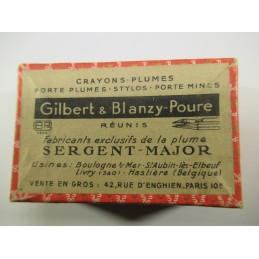 CRAYONS-PLUMES
PORTE PLUMES-STYLOS-PORTE MINES
Gilbert & Blanzy-Poure
RÉUNIS
fabricants exclusifs de la plume
SERGENT-MAJOR
Usines: Boulogne s/Mer-St Aubin-lès-Elbeuf
Livry (S&O)-Hastière (Belgique)
VENTE EN GROS: 42, RUE D'ENGHIEN, PARIS 10E